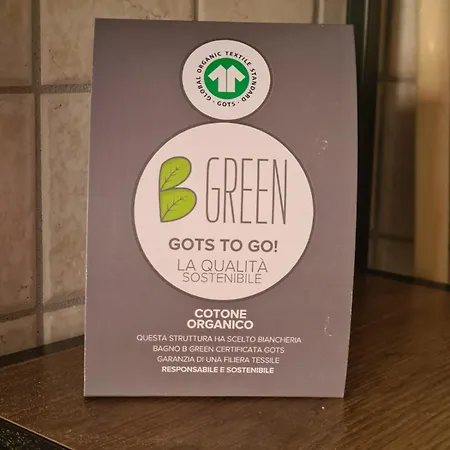 GLOBAL ORGANIC TEXTILE STANDARD
· GOTS ·
B GREEN
GOTS TO GO!
LA QUALITÀ
SOSTENIBILE
COTONE
ORGANICO
QUESTA STRUTTURA HA SCELTO BIANCHERIA
BAGNO B GREEN CERTIFICATA GOTS
GARANZIA DI UNA FILIERA TESSILE
RESPONSABILE E SOSTENIBILE